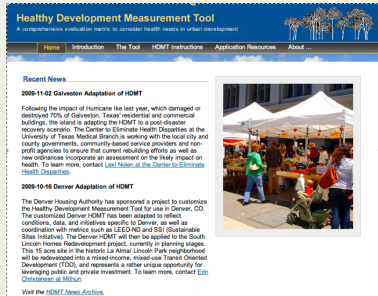 Healthy Development Measurement Tool
A comprehensive evaluation metric to consider health needs in urban development
Home Introduction The Tool HDMT Instructions Application Resources About ...
Recent News
2009-11-02 Galveston Adaptation of HDMT
Following the impact of Hurricane Ike last year, which damaged or
destroyed 70% of Galveston, Texas' residential and commercial
buildings, the island is adapting the HDMT to a post-disaster
recovery scenario. The Center to Eliminate Health Disparities at the
University of Texas Medical Branch is working with the local city and
county governments, community-based service providers and non-
profit agencies to ensure that current rebuilding efforts as well as
new ordinances incorporate an assessment on the likely impact on
health. To learn more, contact Lexi Nolen at the Center to Eliminate
Health Disparities.
2009-10-16 Denver Adaptation of HDMT
The Denver Housing Authority has sponsored a project to customize
the Healthy Development Measurement Tool for use in Denver, CO.
The customized Denver HDMT has been adapted to reflect
conditions, data, and initiatives specific to Denver, as well as
coordination with metrics such as LEED-ND and SSI (Sustainable
Sites Initiative). The Denver HDMT will then be applied to the South
Lincoln Homes Redevelopment project, currently in planning stages.
This 15 acre site in the historic La Alma/ Lincoln Park neighborhood
will be redeveloped into a mixed-income, mixed-use Transit Oriented
Development (TOD), and represents a rather unique opportunity for
leveraging public and private investment. To learn more, contact Erin
Christensen at Mithun.
Visit the HDMT News Archive.